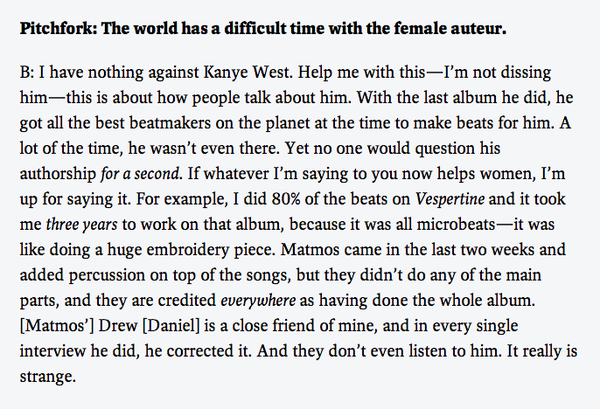 Pitchfork: The world has a difficult time with the female auteur.
B: I have nothing against Kanye West. Help me with this—I'm not dissing
him—this is about how people talk about him. With the last album he did, he
got all the best beatmakers on the planet at the time to make beats for him. A
lot of the time, he wasn't even there. Yet no one would question his
authorship for a second. If whatever I'm saying to you now helps women, I'm
up for saying it. For example, I did 80% of the beats on Vespertine and it took
me three years to work on that album, because it was all microbeats—it was
like doing a huge embroidery piece. Matmos came in the last two weeks and
added percussion on top of the songs, but they didn't do any of the main
parts, and they are credited everywhere as having done the whole album.
[Matmos'] Drew [Daniel] is a close friend of mine, and in every single
interview he did, he corrected it. And they don't even listen to him. It really is
strange.